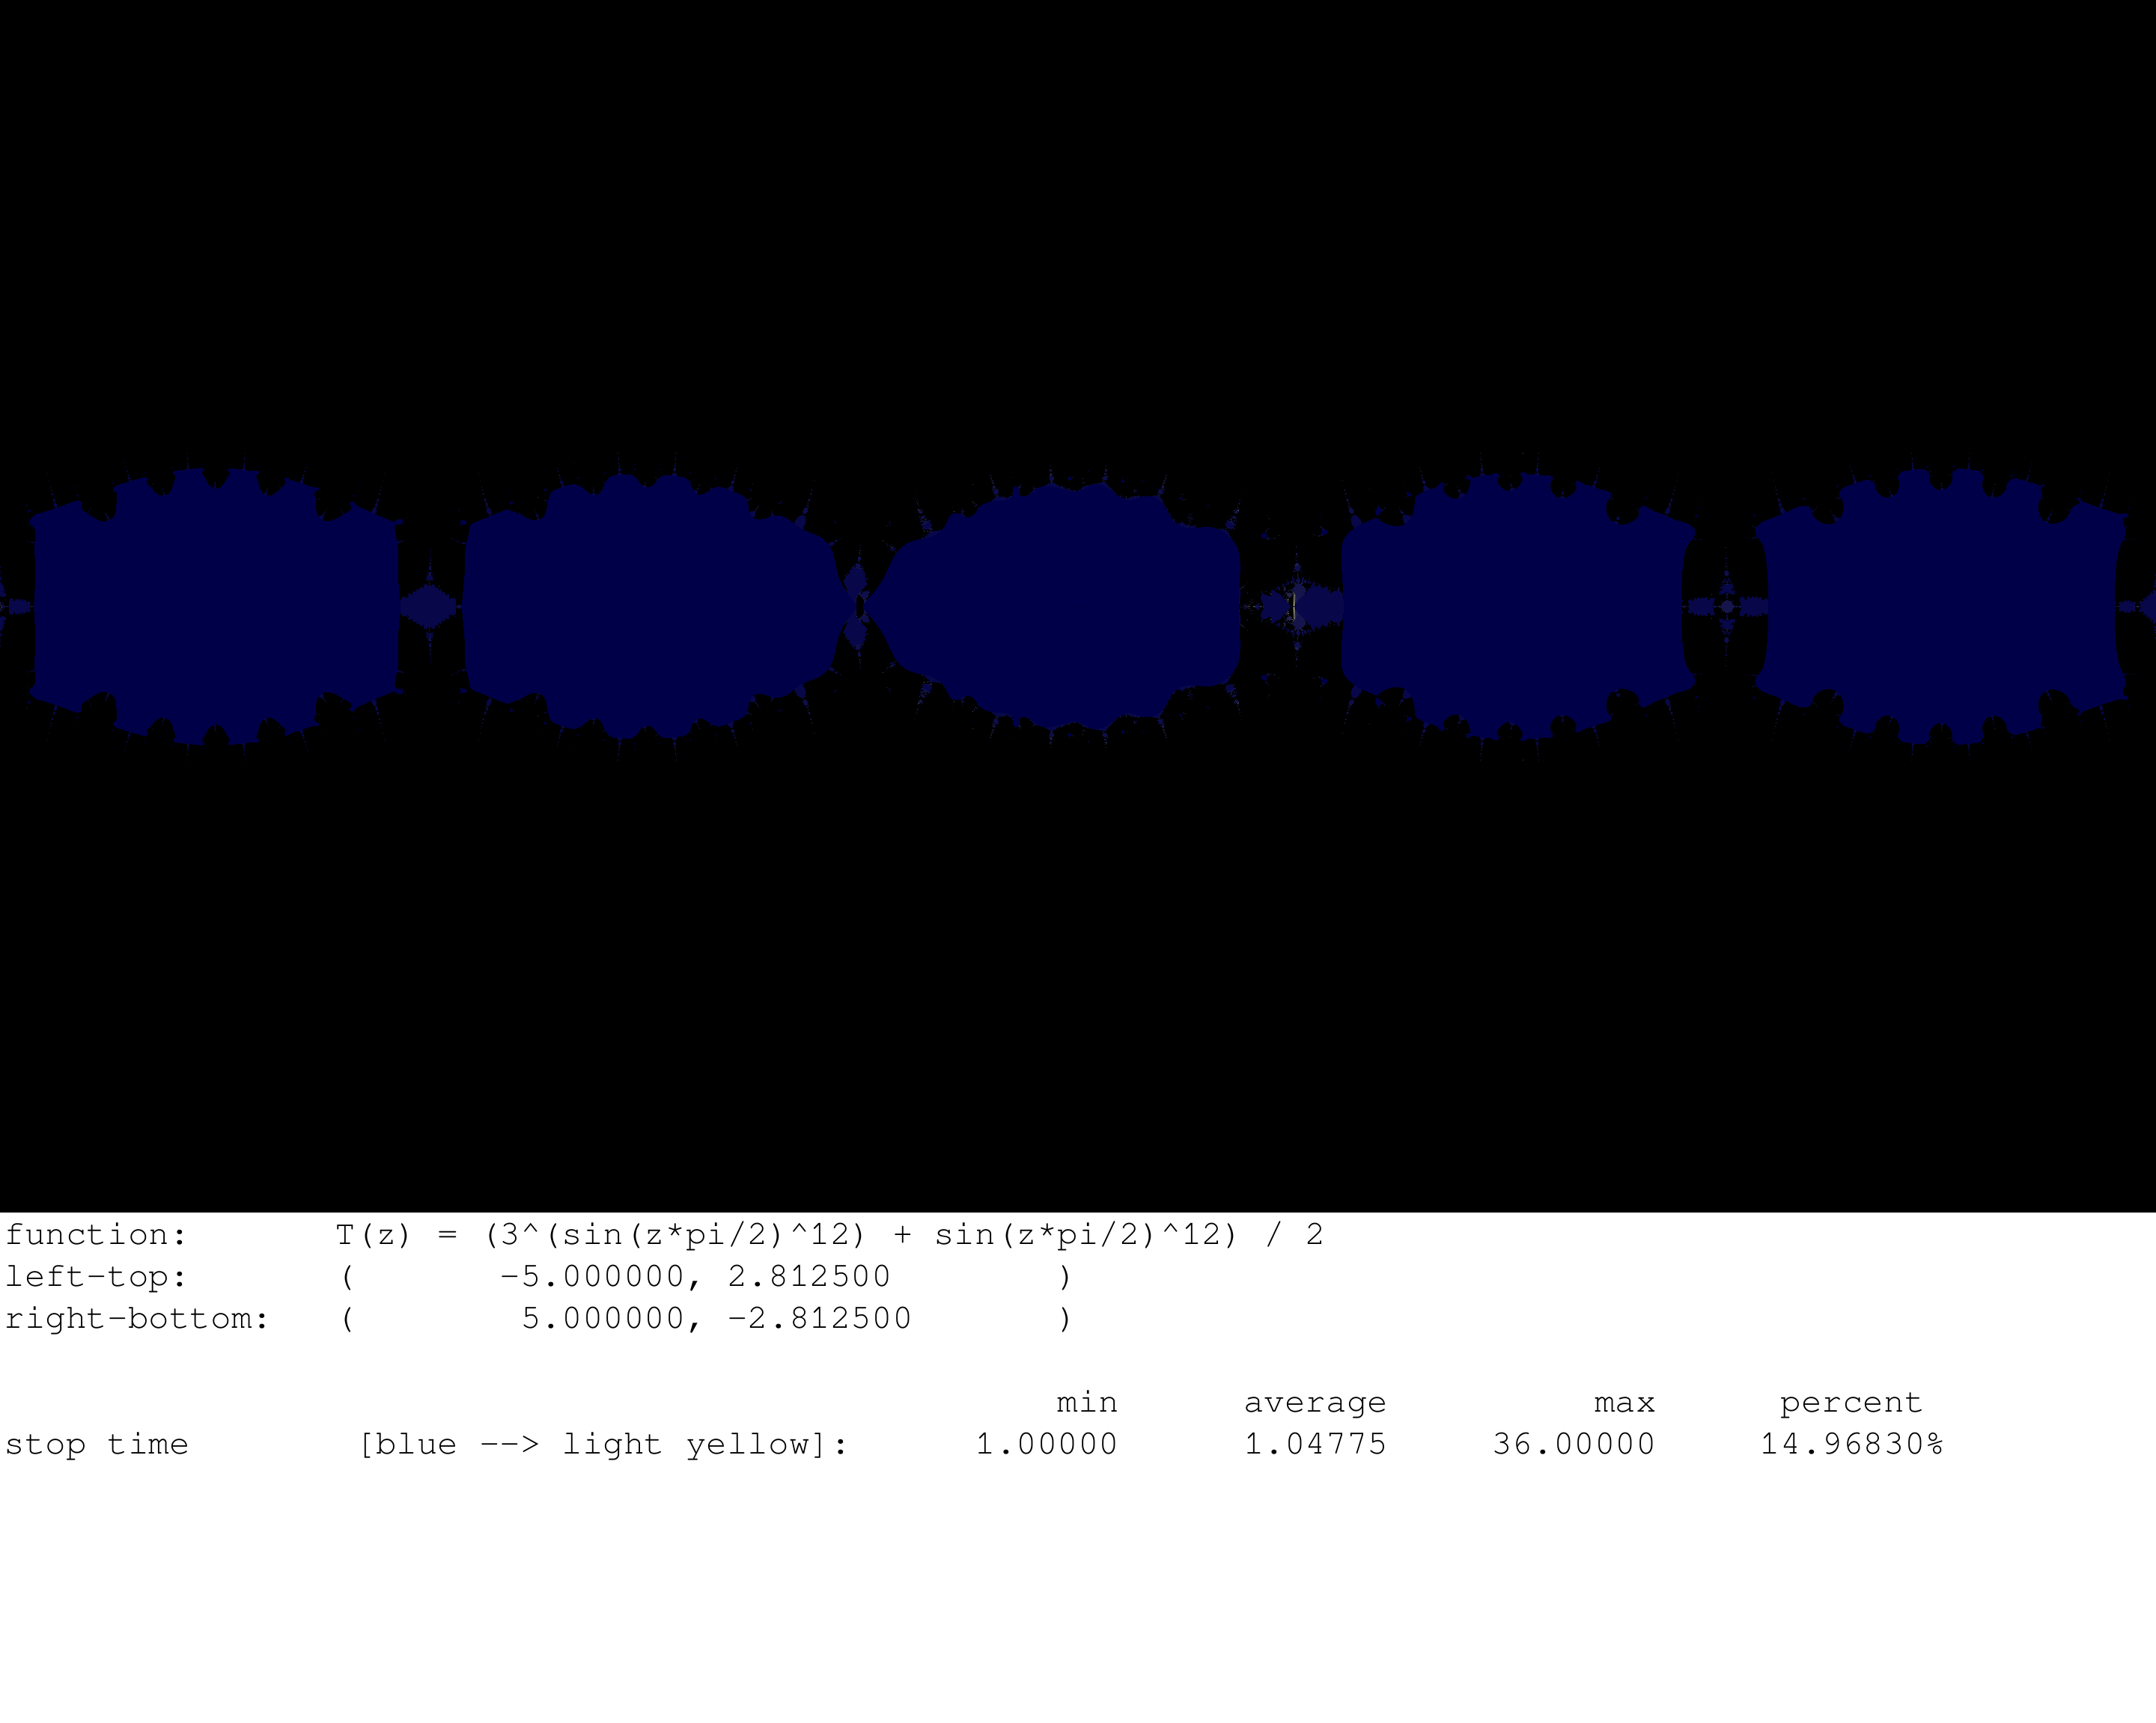 function: T(z) = (3^(sin(z*pi/2)^12) + sin(z*pi/2)^12) / 2
left-top: ( -5.000000, 2.812500 )
right-bottom: ( 5.000000, -2.812500 )
min average max percent
stop time [blue --> light yellow]: 1.00000 1.04775 36.00000 14.96830%